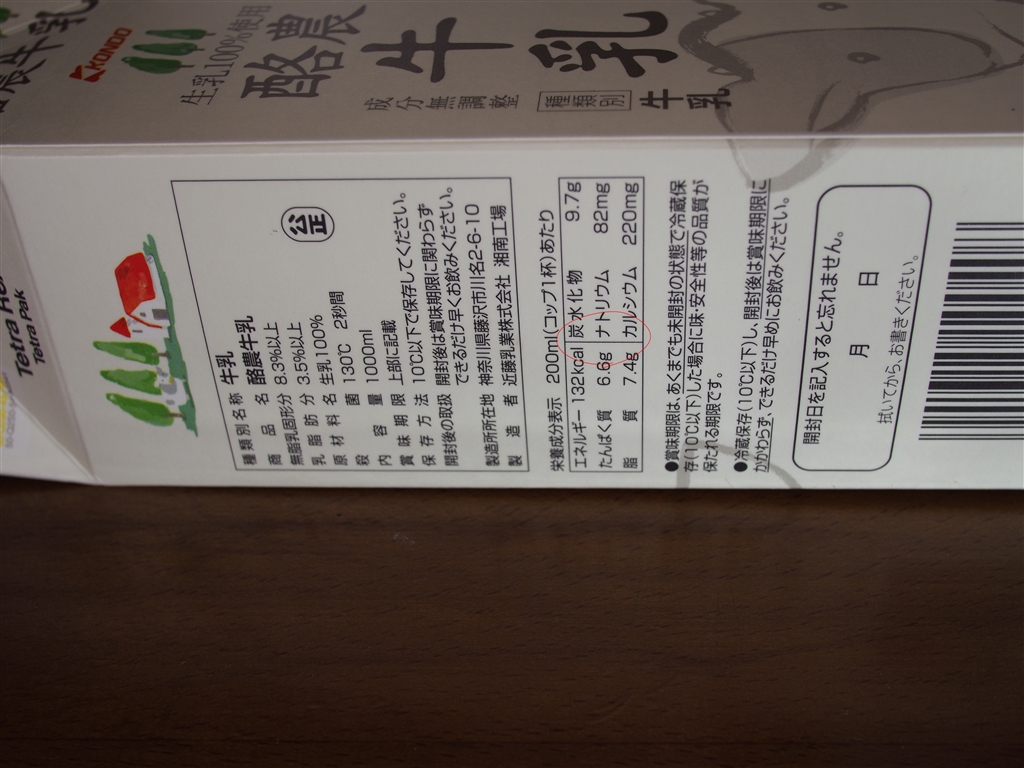 Tetra Pak
KONDO
生乳100%使用
酪農牛乳
成分無調整
種類別 牛乳
公正
種類別名称 牛乳
商品名 酪農牛乳
無脂乳固形分 8.3%以上
乳脂肪分 3.5%以上
原材料名 生乳100%
殺菌 130℃ 2秒間
内容量 1000ml
賞味期限 上部に記載
保存方法 10℃以下で保存してください。
開封後の取扱 開封後は賞味期限に関わらず
できるだけ早くお飲みください。
製造所所在地 神奈川県藤沢市川名2-6-10
製造者 近藤乳業株式会社 湘南工場
栄養成分表示 200ml(コップ1杯)あたり
エネルギー 132kcal 炭水化物 9.7g
たんぱく質 6.6g ナトリウム 82mg
脂質 7.4g カルシウム 220mg
●賞味期限は、あくまでも未開封の状態で冷蔵保
存(10℃以下)した場合に味・安全性等の品質が
保たれる期限です。
●冷蔵保存(10℃以下)し、開封後は賞味期限に
かかわらず、できるだけ早めにお飲みください。
開封日を記入すると忘れません。
月 日
拭いてから、お書きください。